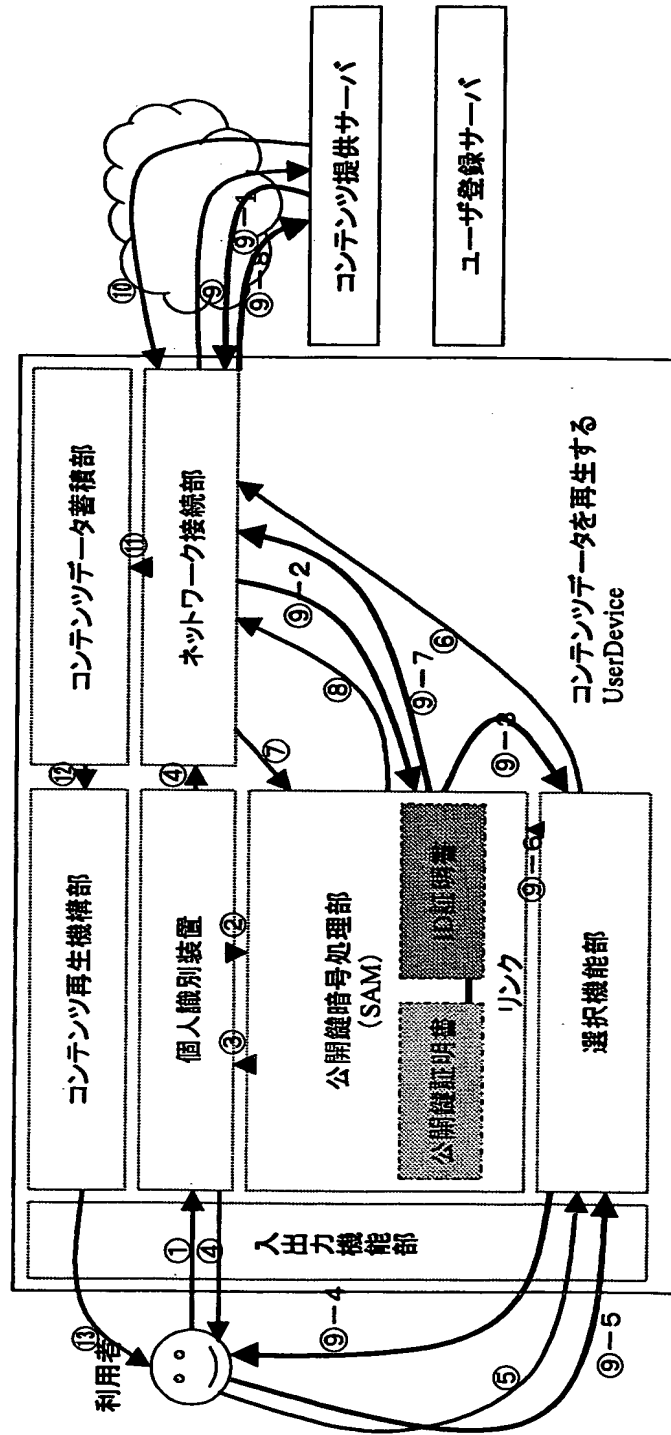 利用者
⑬
①
④
⑨－4
⑤
⑨－5
入出力機能部
コンテンツ再生機構部
⑫
コンテンツデータ蓄積部
⑪
個人識別装置
④
ネットワーク接続部
③
②
⑦
⑧
⑨－2
⑨－7
⑥
⑨－3
公開鍵暗号処理部
(SAM)
公開鍵証明書
ID証明書
リンク
⑨－6
選択機能部
コンテンツデータを再生する
UserDevice
⑩
⑨
⑨－1
⑨－8
コンテンツ提供サーバ
ユーザ登録サーバ